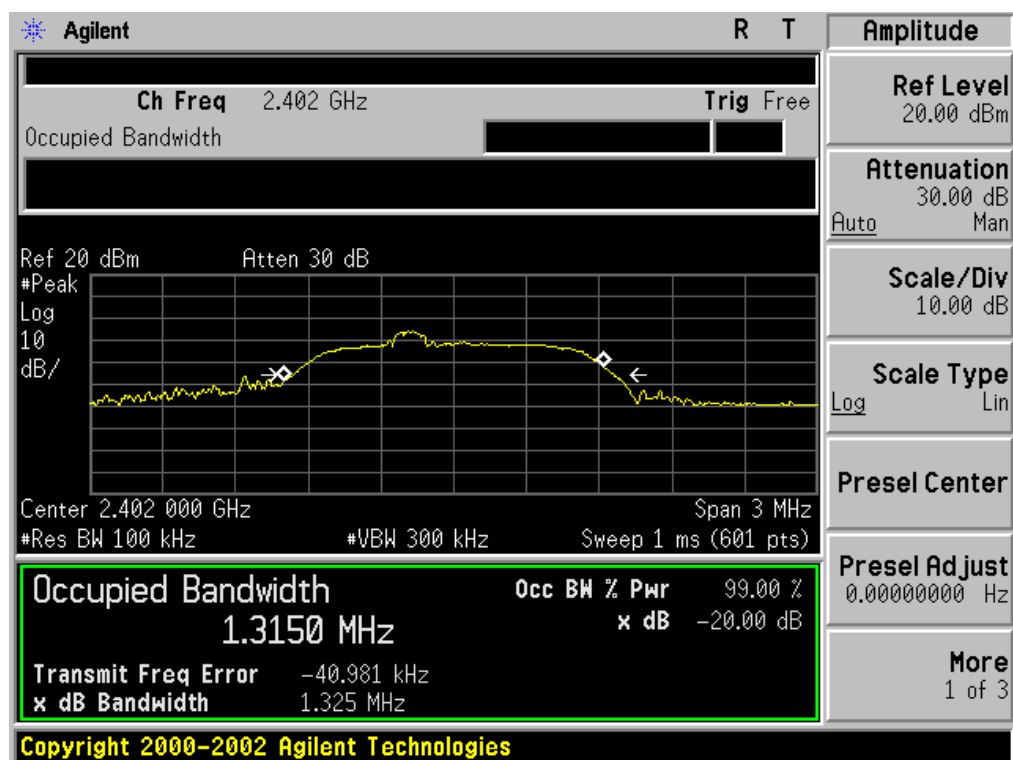 Agilent R T
Amplitude
Ch Freq 2.402 GHz Trig Free
Occupied Bandwidth
Ref Level
20.00 dBm
Attenuation
30.00 dB
Auto Man
Scale/Div
10.00 dB
Scale Type
Log Lin
Presel Center
Presel Adjust
0.00000000 Hz
More
1 of 3
Ref 20 dBm Atten 30 dB
#Peak
Log
10
dB/
Center 2.402 000 GHz Span 3 MHz
#Res BW 100 kHz #VBW 300 kHz Sweep 1 ms (601 pts)
Occupied Bandwidth Occ BW % Pwr 99.00 %
1.3150 MHz x dB -20.00 dB
Transmit Freq Error -40.981 kHz
x dB Bandwidth 1.325 MHz
Copyright 2000-2002 Agilent Technologies